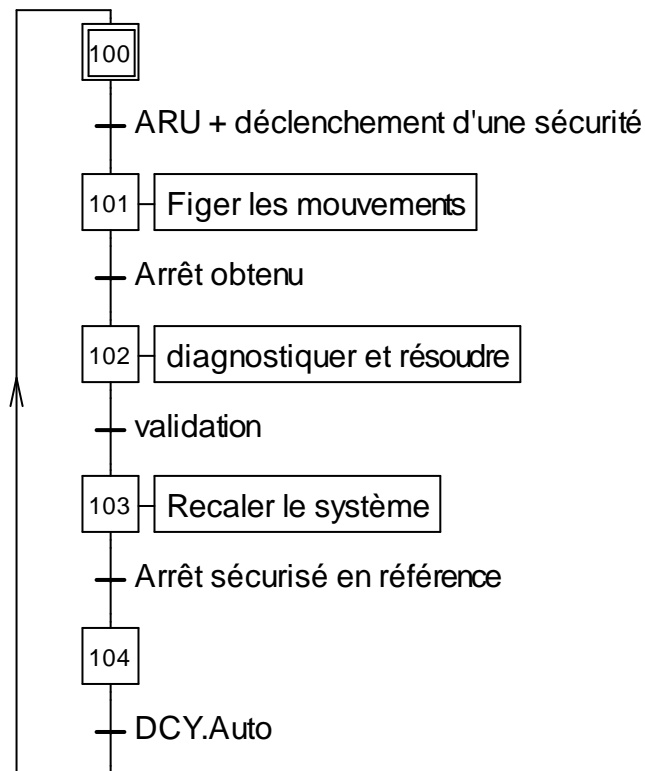 100
ARU + déclenchement d'une sécurité
101 Figer les mouvements
Arrêt obtenu
102 diagnostiquer et résoudre
validation
103 Recaler le système
Arrêt sécurisé en référence
104
DCY.Auto